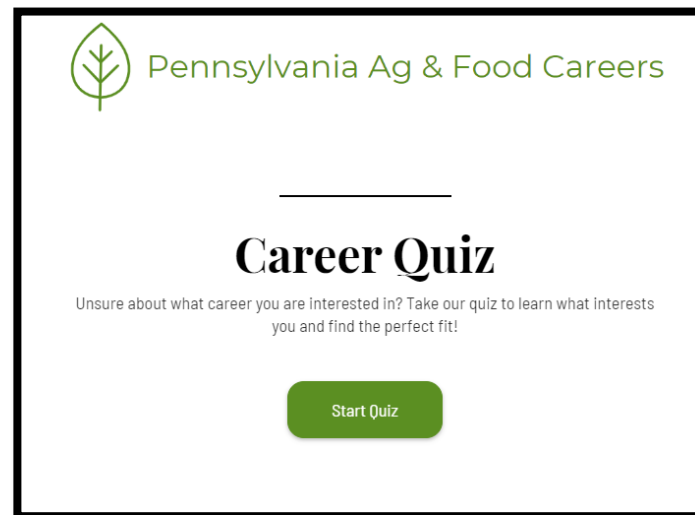 Pennsylvania Ag & Food Careers
Career Quiz
Unsure about what career you are interested in? Take our quiz to learn what interests
you and find the perfect fit!
Start Quiz